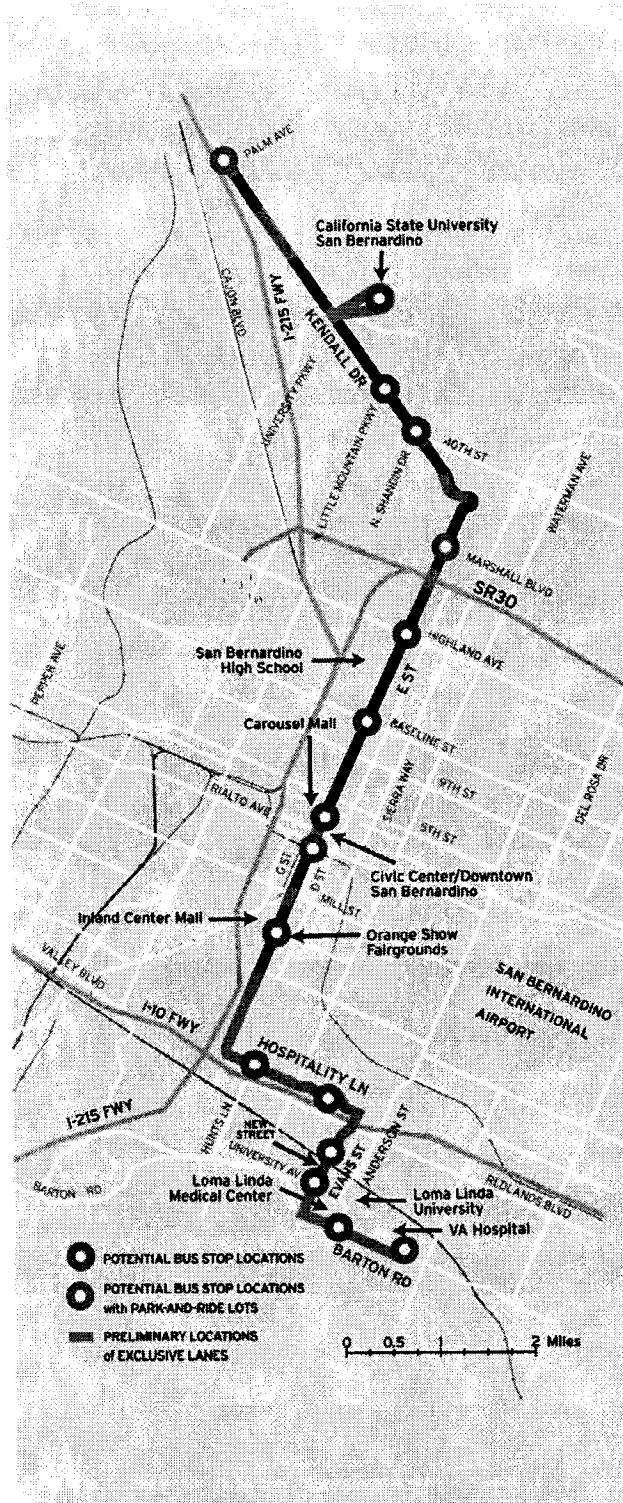 PALM AVE
California State University
San Bernardino
I-215 FWY
KENDALL DR
UNIVERSITY PKWY
LITTLE MOUNTAIN PKWY
N. SHANDIN DR
40TH ST
WATERMAN AVE
MARSHALL BLVD
SR30
HIGHLAND AVE
San Bernardino
High School
E ST
PEPPER AVE
Carousel Mall
BASELINE ST
SIERRA WAY
9TH ST
DEL ROSA DR
RIALTO AVE
5TH ST
Civic Center/Downtown
San Bernardino
G ST
D ST
MILL ST
Inland Center Mall
Orange Show
Fairgrounds
VALLEY BLVD
SAN BERNARDINO
INTERNATIONAL
AIRPORT
I-10 FWY
HOSPITALITY LN
I-215 FWY
HUNTS LN
NEW
STREET
UNIVERSITY AV
EVANS ST
ANDERSON ST
BARTON RD
Loma Linda
Medical Center
Loma Linda
University
REDLANDS BLVD
VA Hospital
BARTON RD
POTENTIAL BUS STOP LOCATIONS
POTENTIAL BUS STOP LOCATIONS
with PARK-AND-RIDE LOTS
PRELIMINARY LOCATIONS
of EXCLUSIVE LANES
0 0.5 1 2 Miles